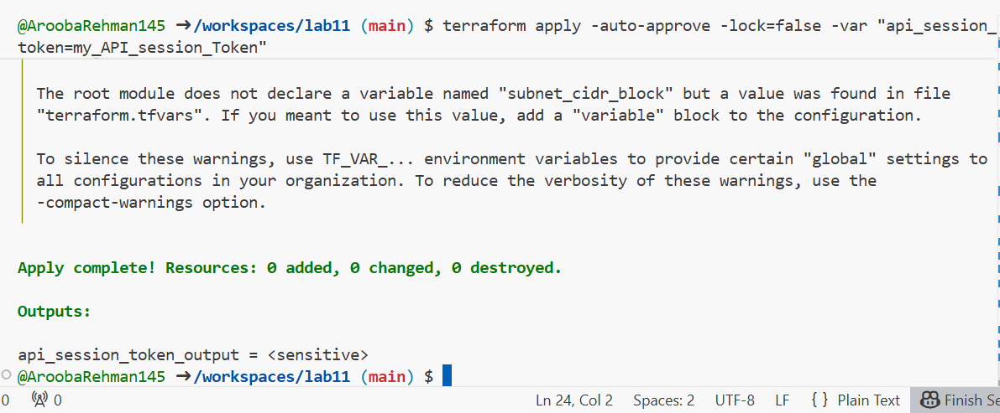 @AroobaRehman145 ➜/workspaces/lab11 (main) $ terraform apply -auto-approve -lock=false -var "api_session_
token=my_API_session_Token"
The root module does not declare a variable named "subnet_cidr_block" but a value was found in file
"terraform.tfvars". If you meant to use this value, add a "variable" block to the configuration.
To silence these warnings, use TF_VAR_... environment variables to provide certain "global" settings to
all configurations in your organization. To reduce the verbosity of these warnings, use the
-compact-warnings option.
Apply complete! Resources: 0 added, 0 changed, 0 destroyed.
Outputs:
api_session_token_output = <sensitive>
@AroobaRehman145 ➜/workspaces/lab11 (main) $
0 0 Ln 24, Col 2 Spaces: 2 UTF-8 LF { } Plain Text Finish Se